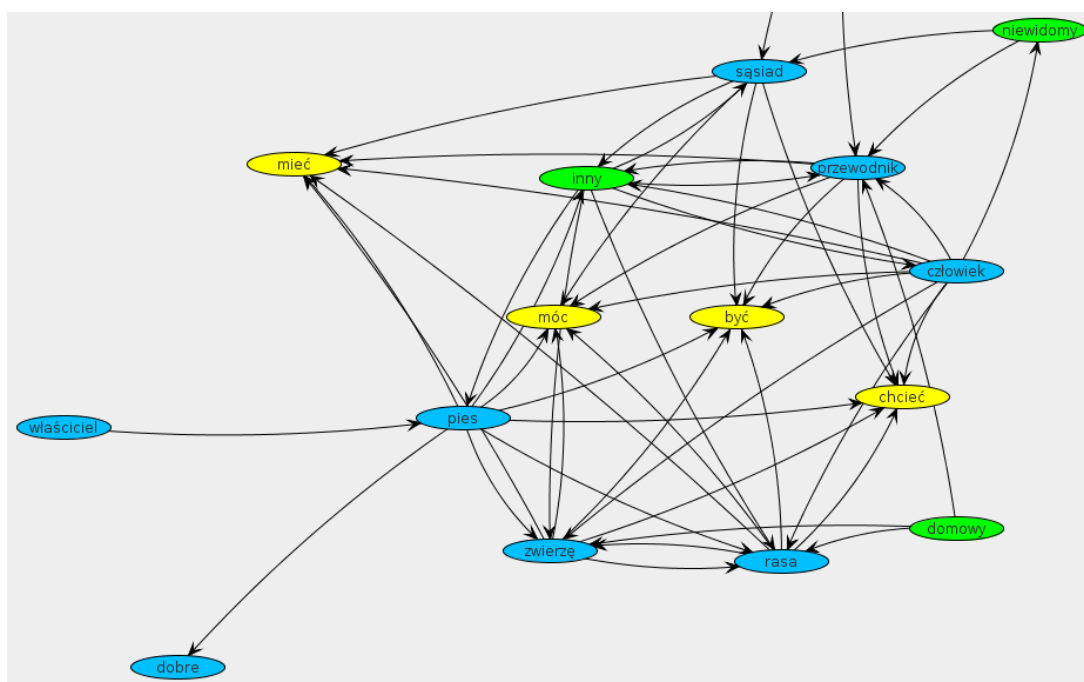 niewidomy
sąsiad
mieć
inny
przewodnik
człowiek
móc
być
chcieć
właściciel
pies
domowy
zwierzę
rasa
dobre